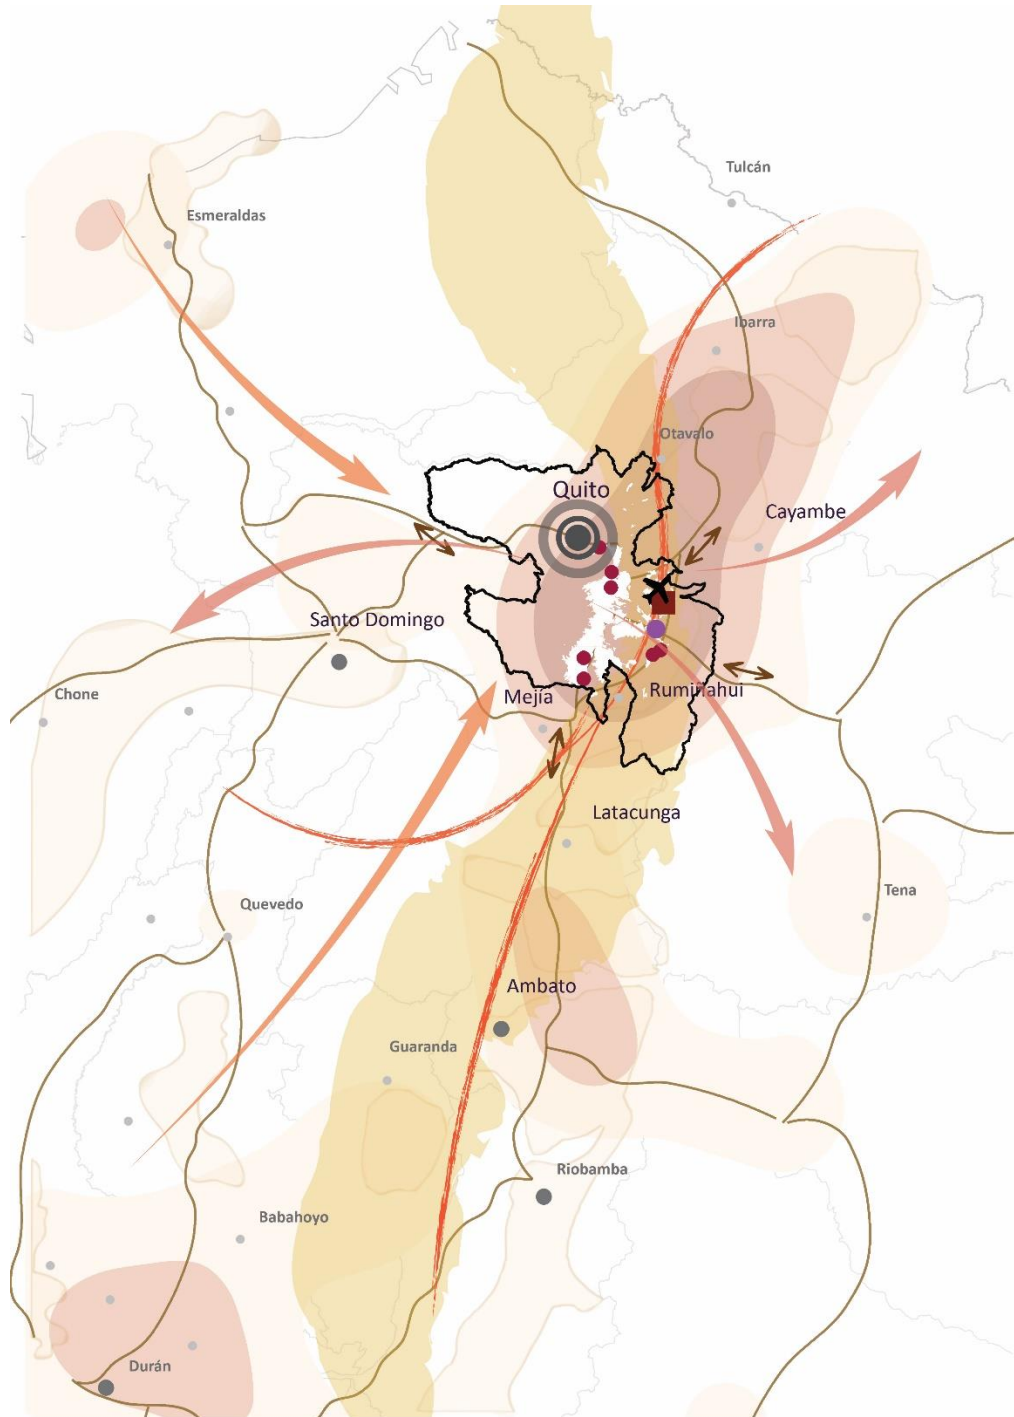 Tulcán
Esmeraldas
Ibarra
Otavalo
Quito
Cayambe
Santo Domingo
Mejía
Rumiñahui
Chone
Latacunga
Tena
Quevedo
Ambato
Guaranda
Riobamba
Babahoyo
Durán